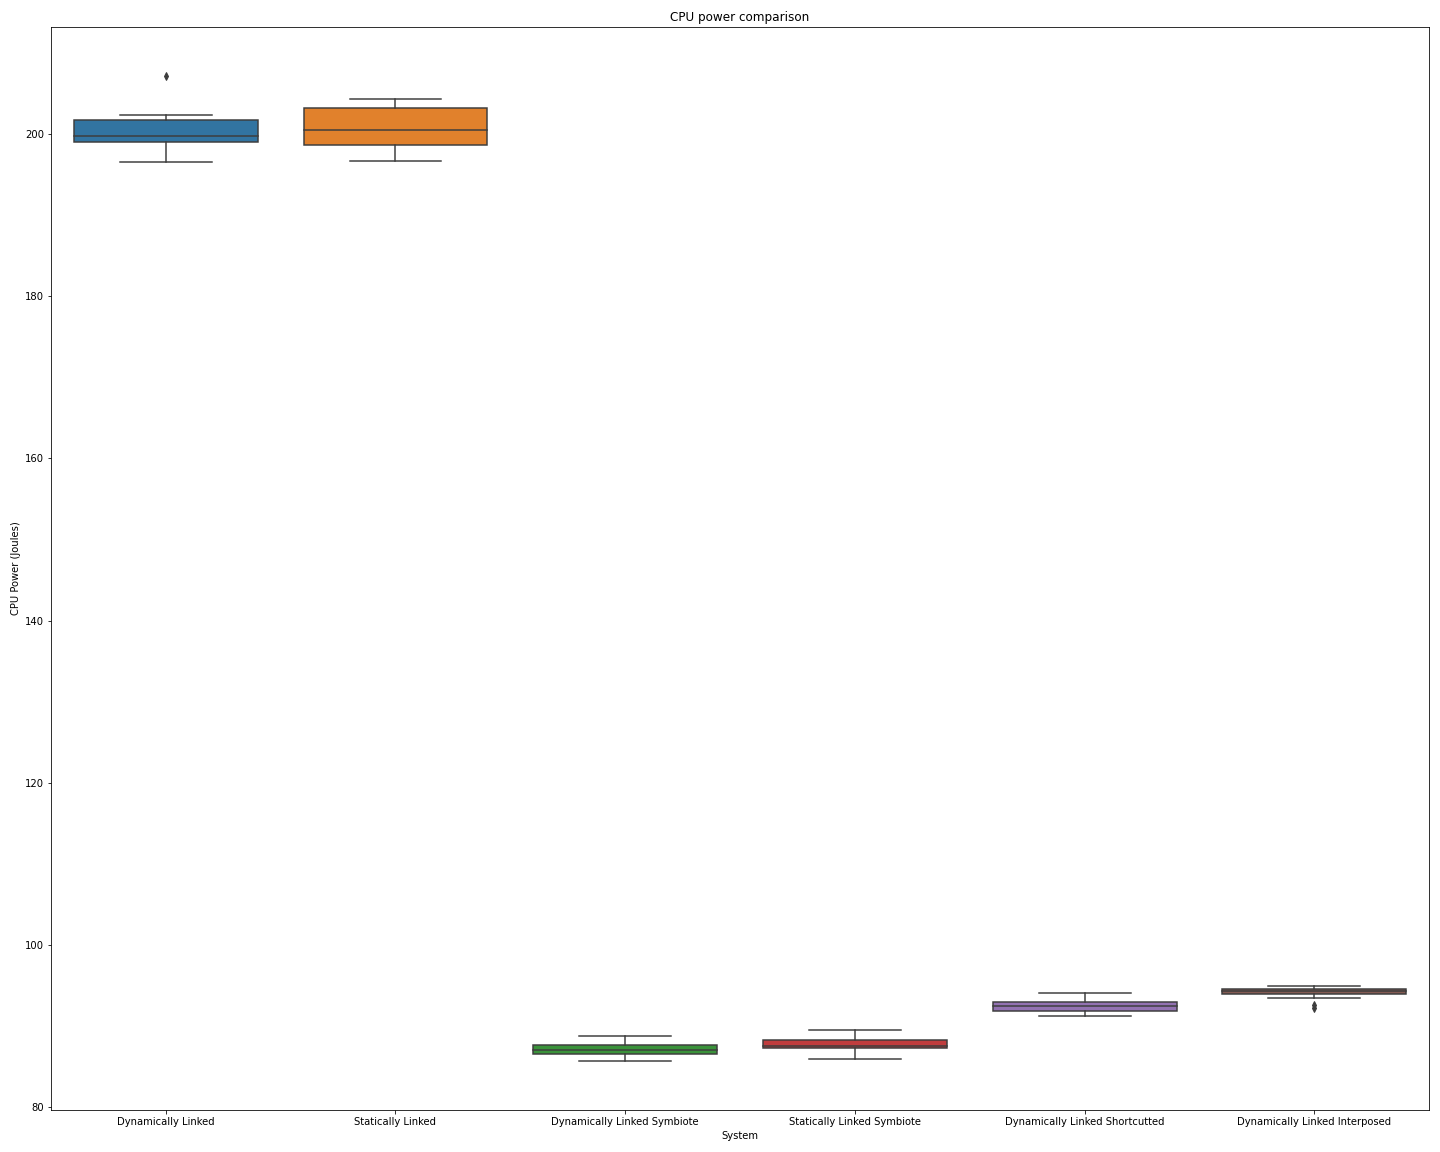 CPU power comparison
200
180
160
140
120
100
80
CPU Power (Joules)
Dynamically Linked
Statically Linked
Dynamically Linked Symbiote
Statically Linked Symbiote
Dynamically Linked Shortcutted
Dynamically Linked Interposed
System